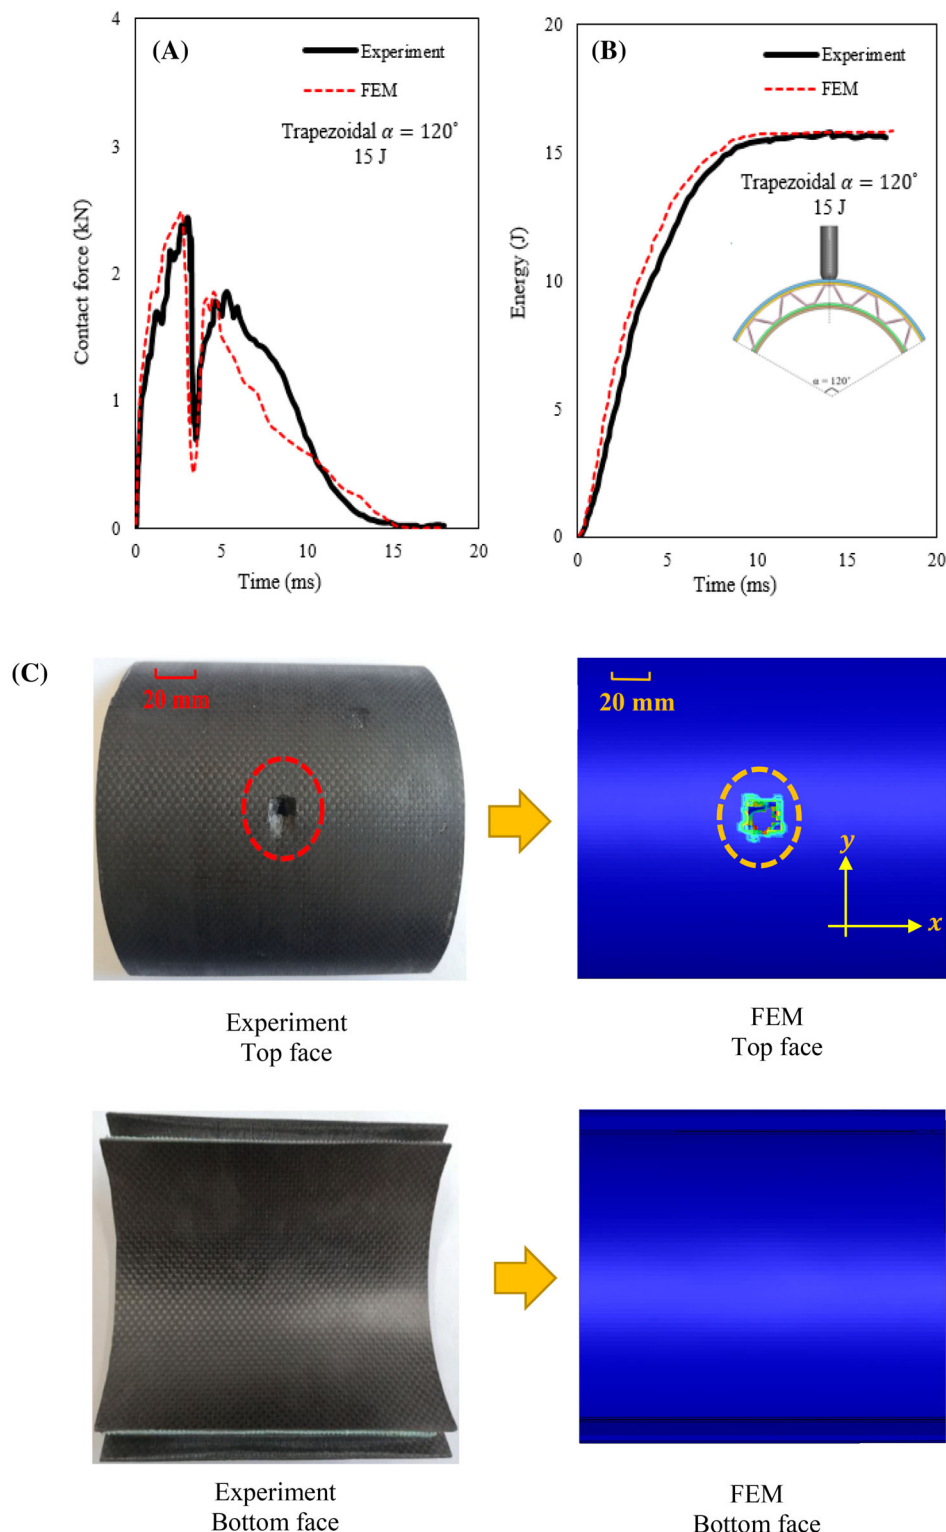 (A)
4
3
2
1
0
Contact force (kN)
Experiment
FEM
Trapezoidal α = 120°
15 J
0 5 10 15 20
Time (ms)
(B)
20
15
10
5
0
Energy (J)
Experiment
FEM
Trapezoidal α = 120°
15 J
α = 120°
0 5 10 15 20
Time (ms)
(C)
20 mm
20 mm
y
x
Experiment
Top face
FEM
Top face
Experiment
Bottom face
FEM
Bottom face